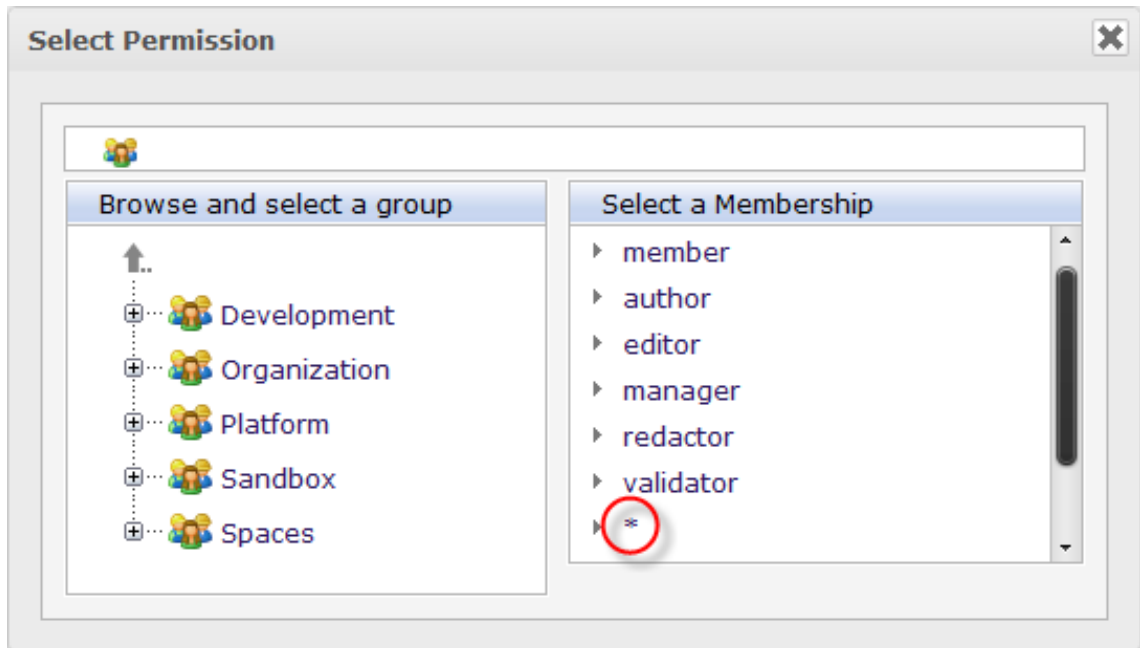 Select Permission
Browse and select a group
..
Development
Organization
Platform
Sandbox
Spaces
Select a Membership
member
author
editor
manager
redactor
validator
*